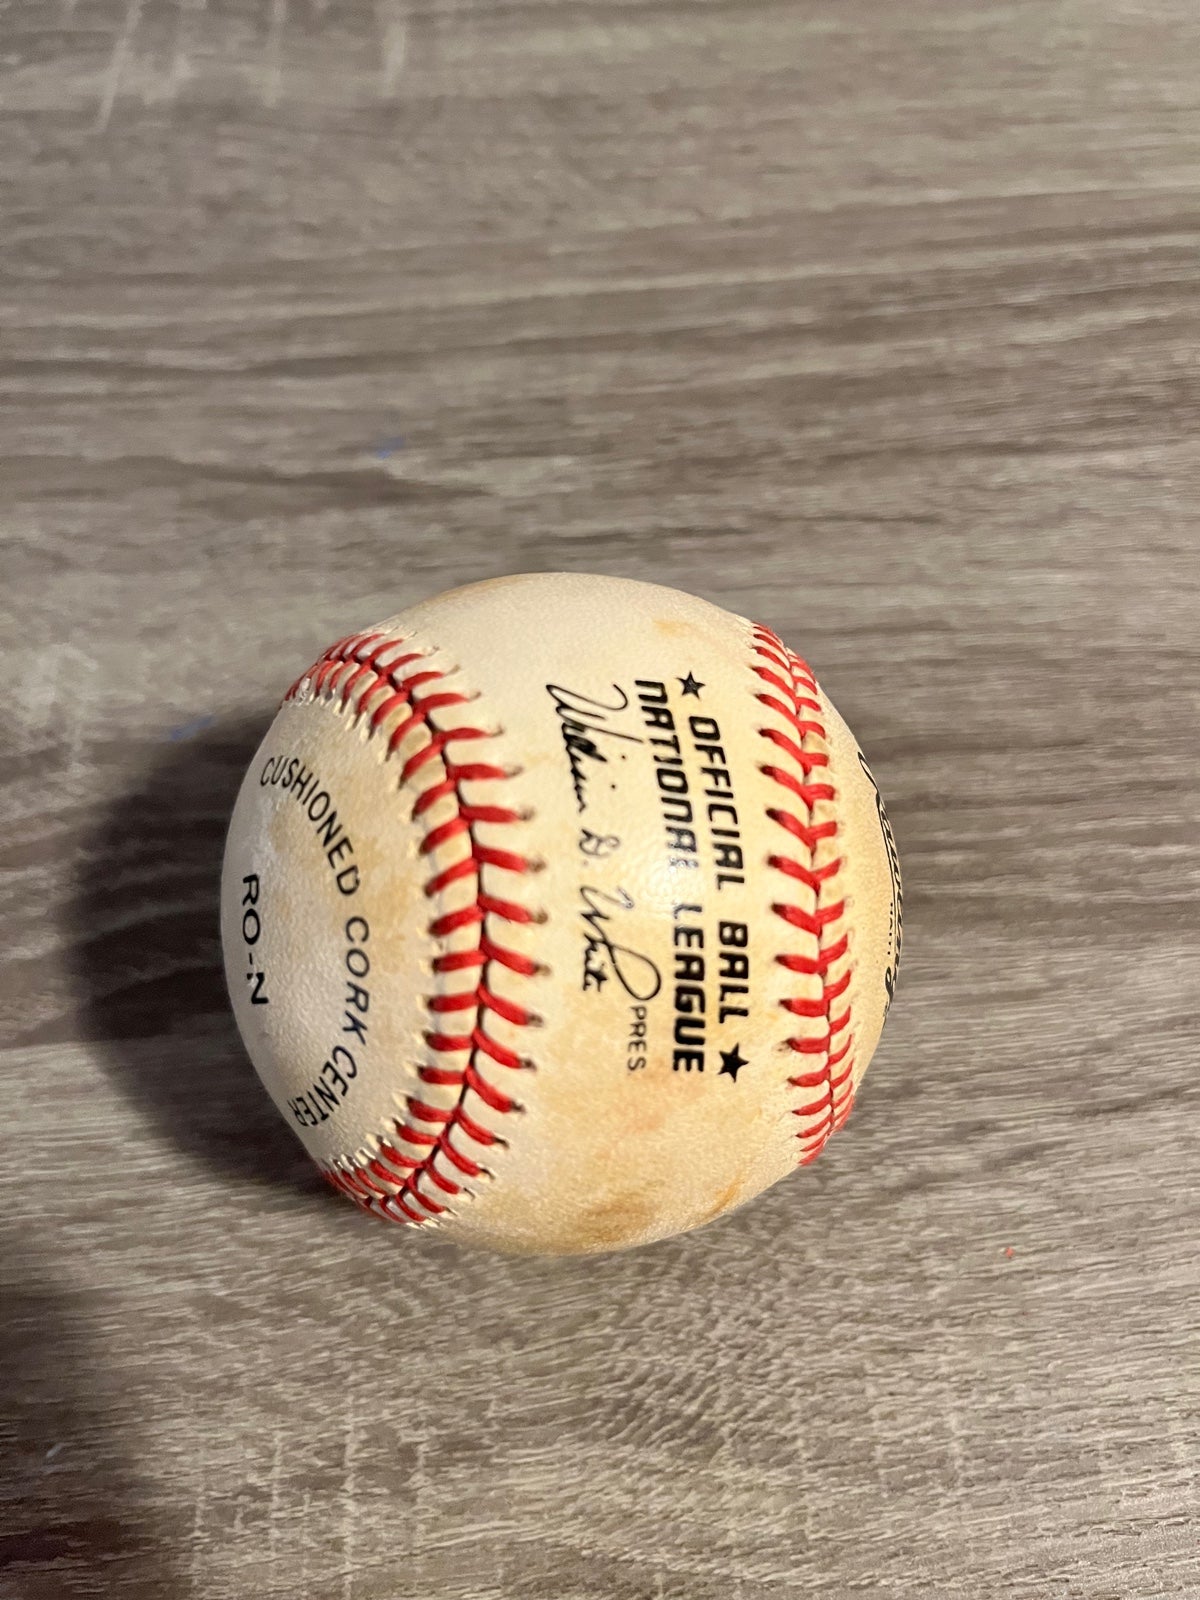 ★ OFFICIAL BALL ★
NATIONAL LEAGUE
William D. White PRES
CUSHIONED CORK CENTER
RO-N